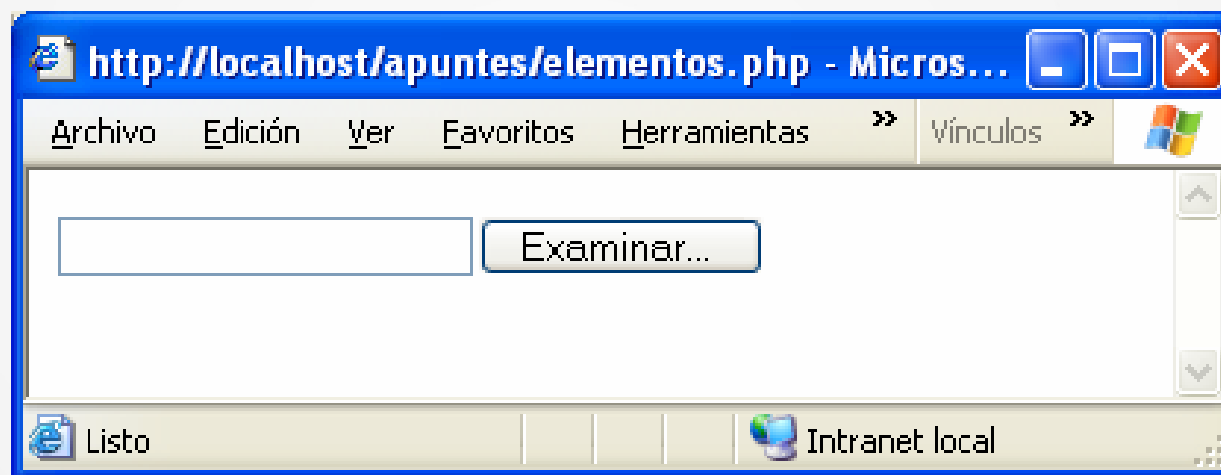 http://localhost/apuntes/elementos.php - Micros...
Archivo Edición Ver Favoritos Herramientas » Vínculos »
Examinar...
Listo Intranet local